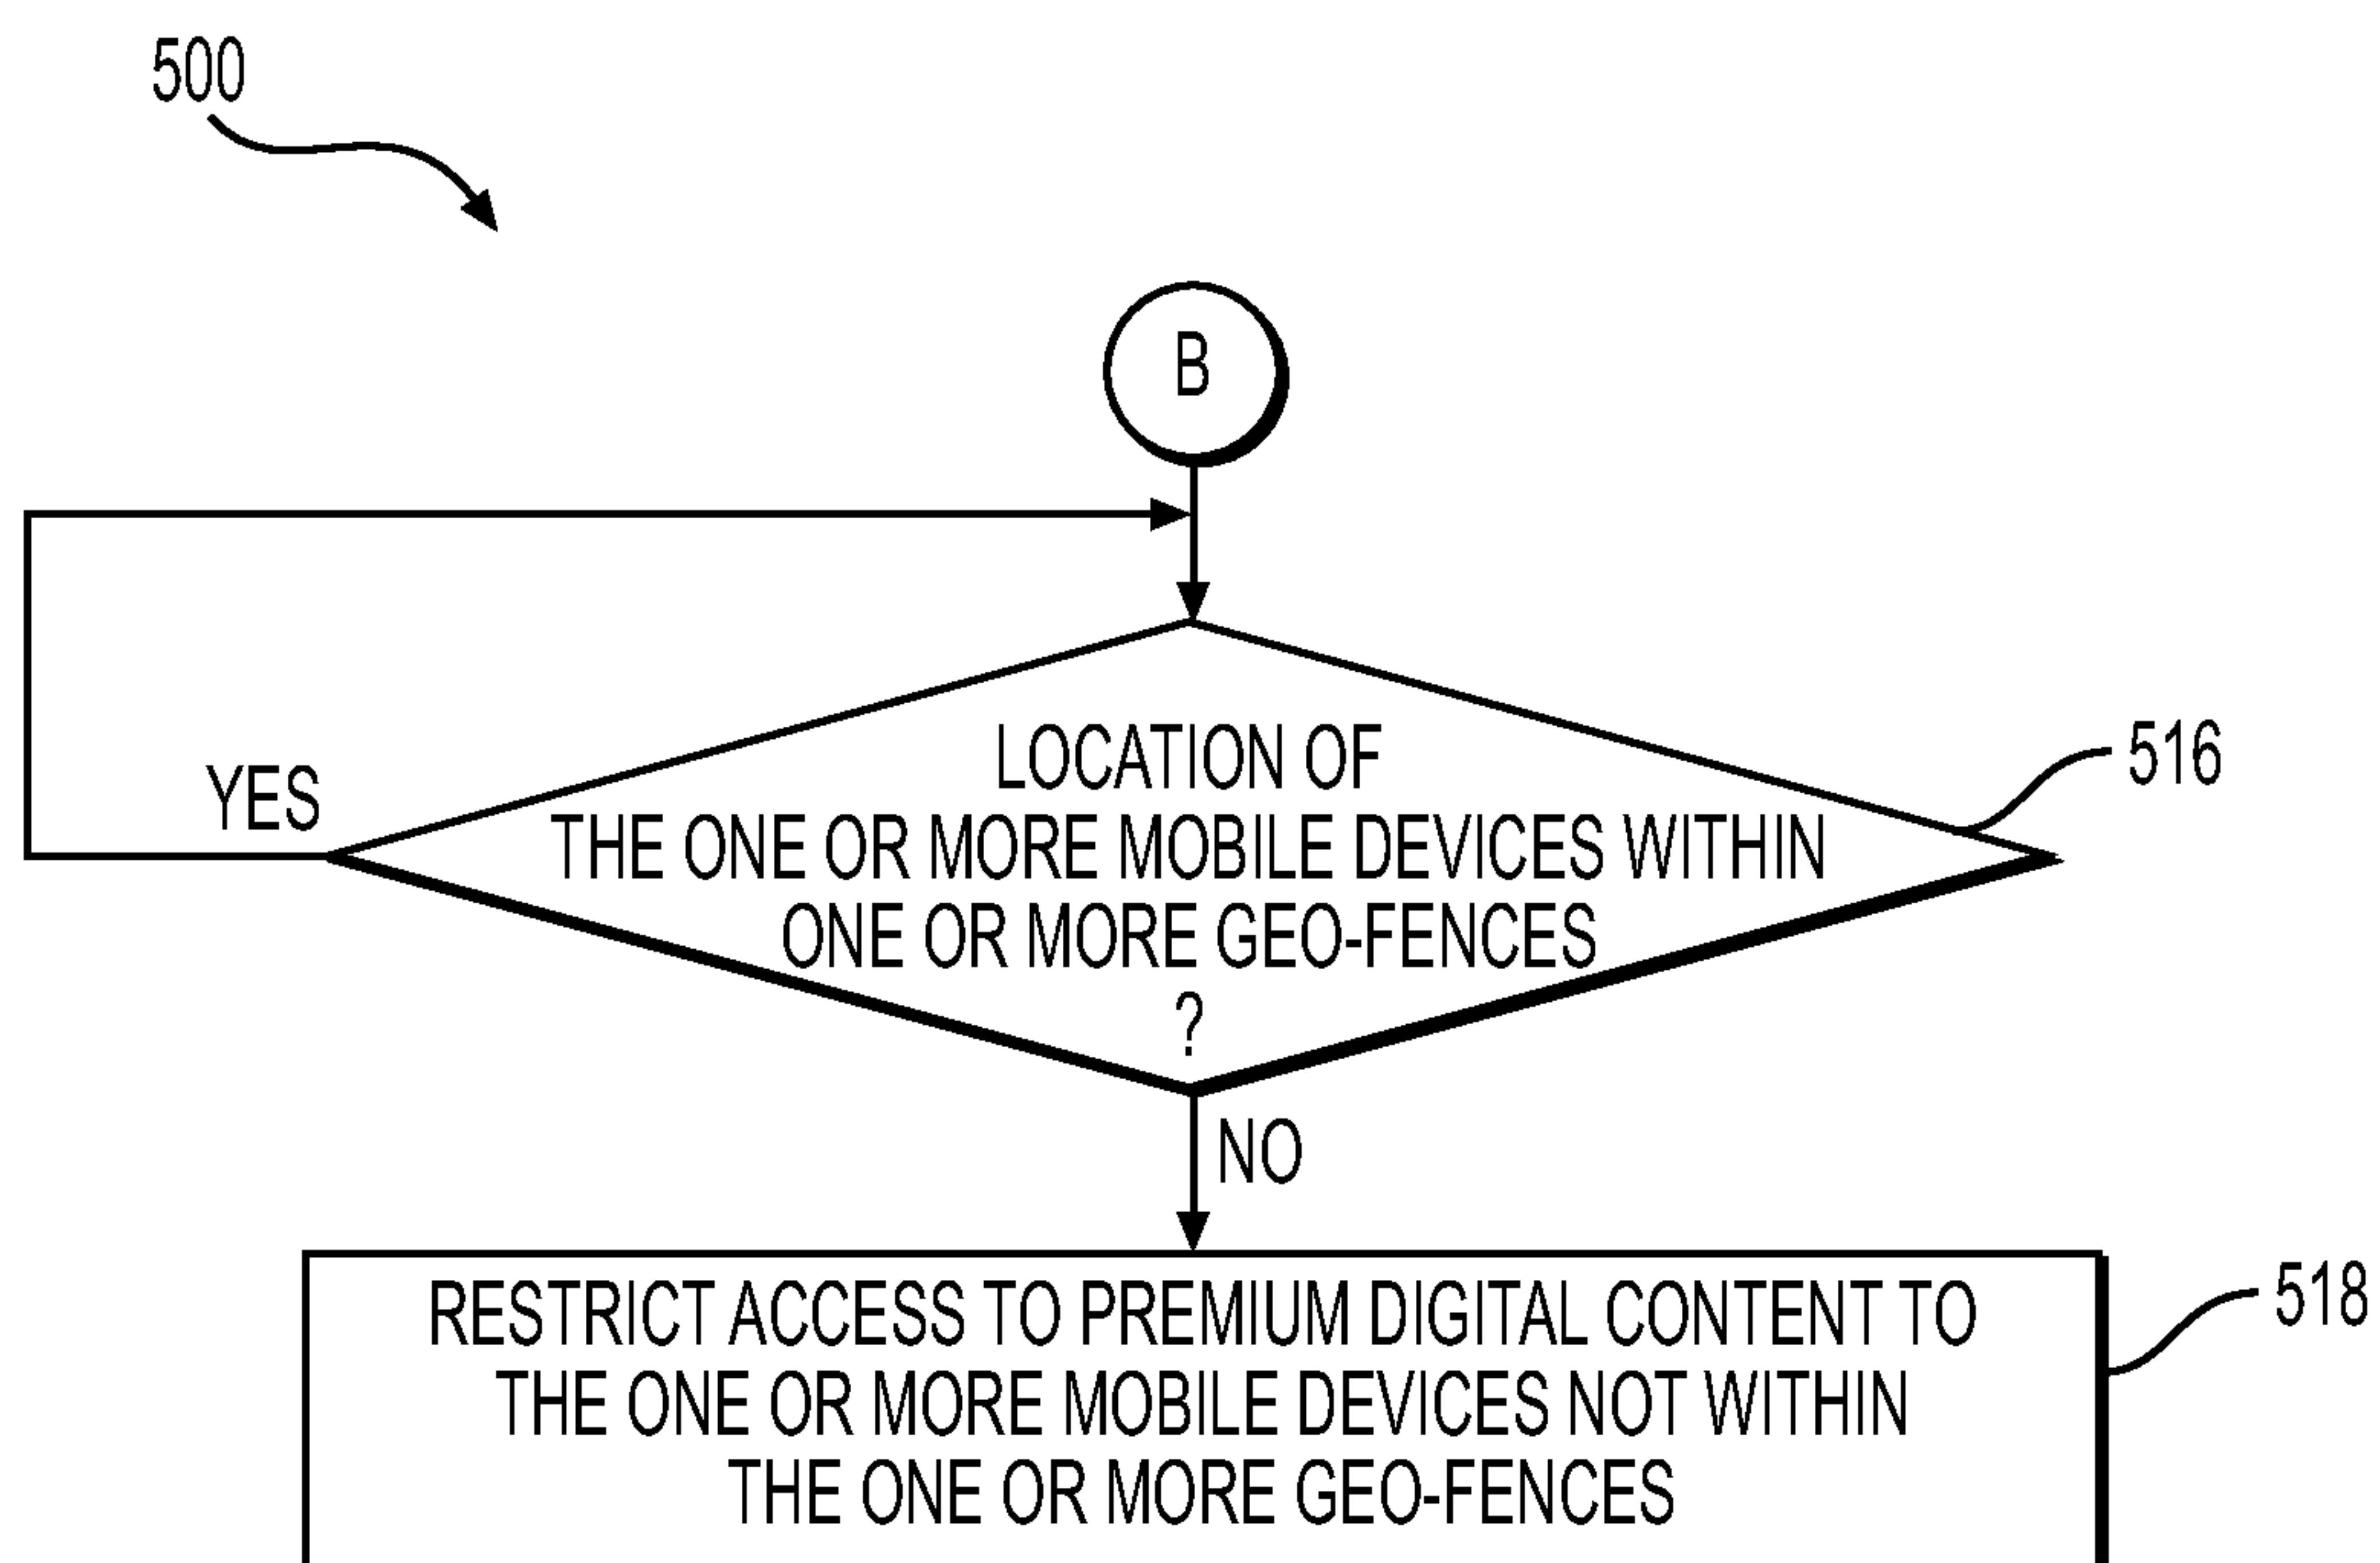 500
B
LOCATION OF
THE ONE OR MORE MOBILE DEVICES WITHIN
ONE OR MORE GEO-FENCES
?
516
YES
NO
RESTRICT ACCESS TO PREMIUM DIGITAL CONTENT TO
THE ONE OR MORE MOBILE DEVICES NOT WITHIN
THE ONE OR MORE GEO-FENCES
518